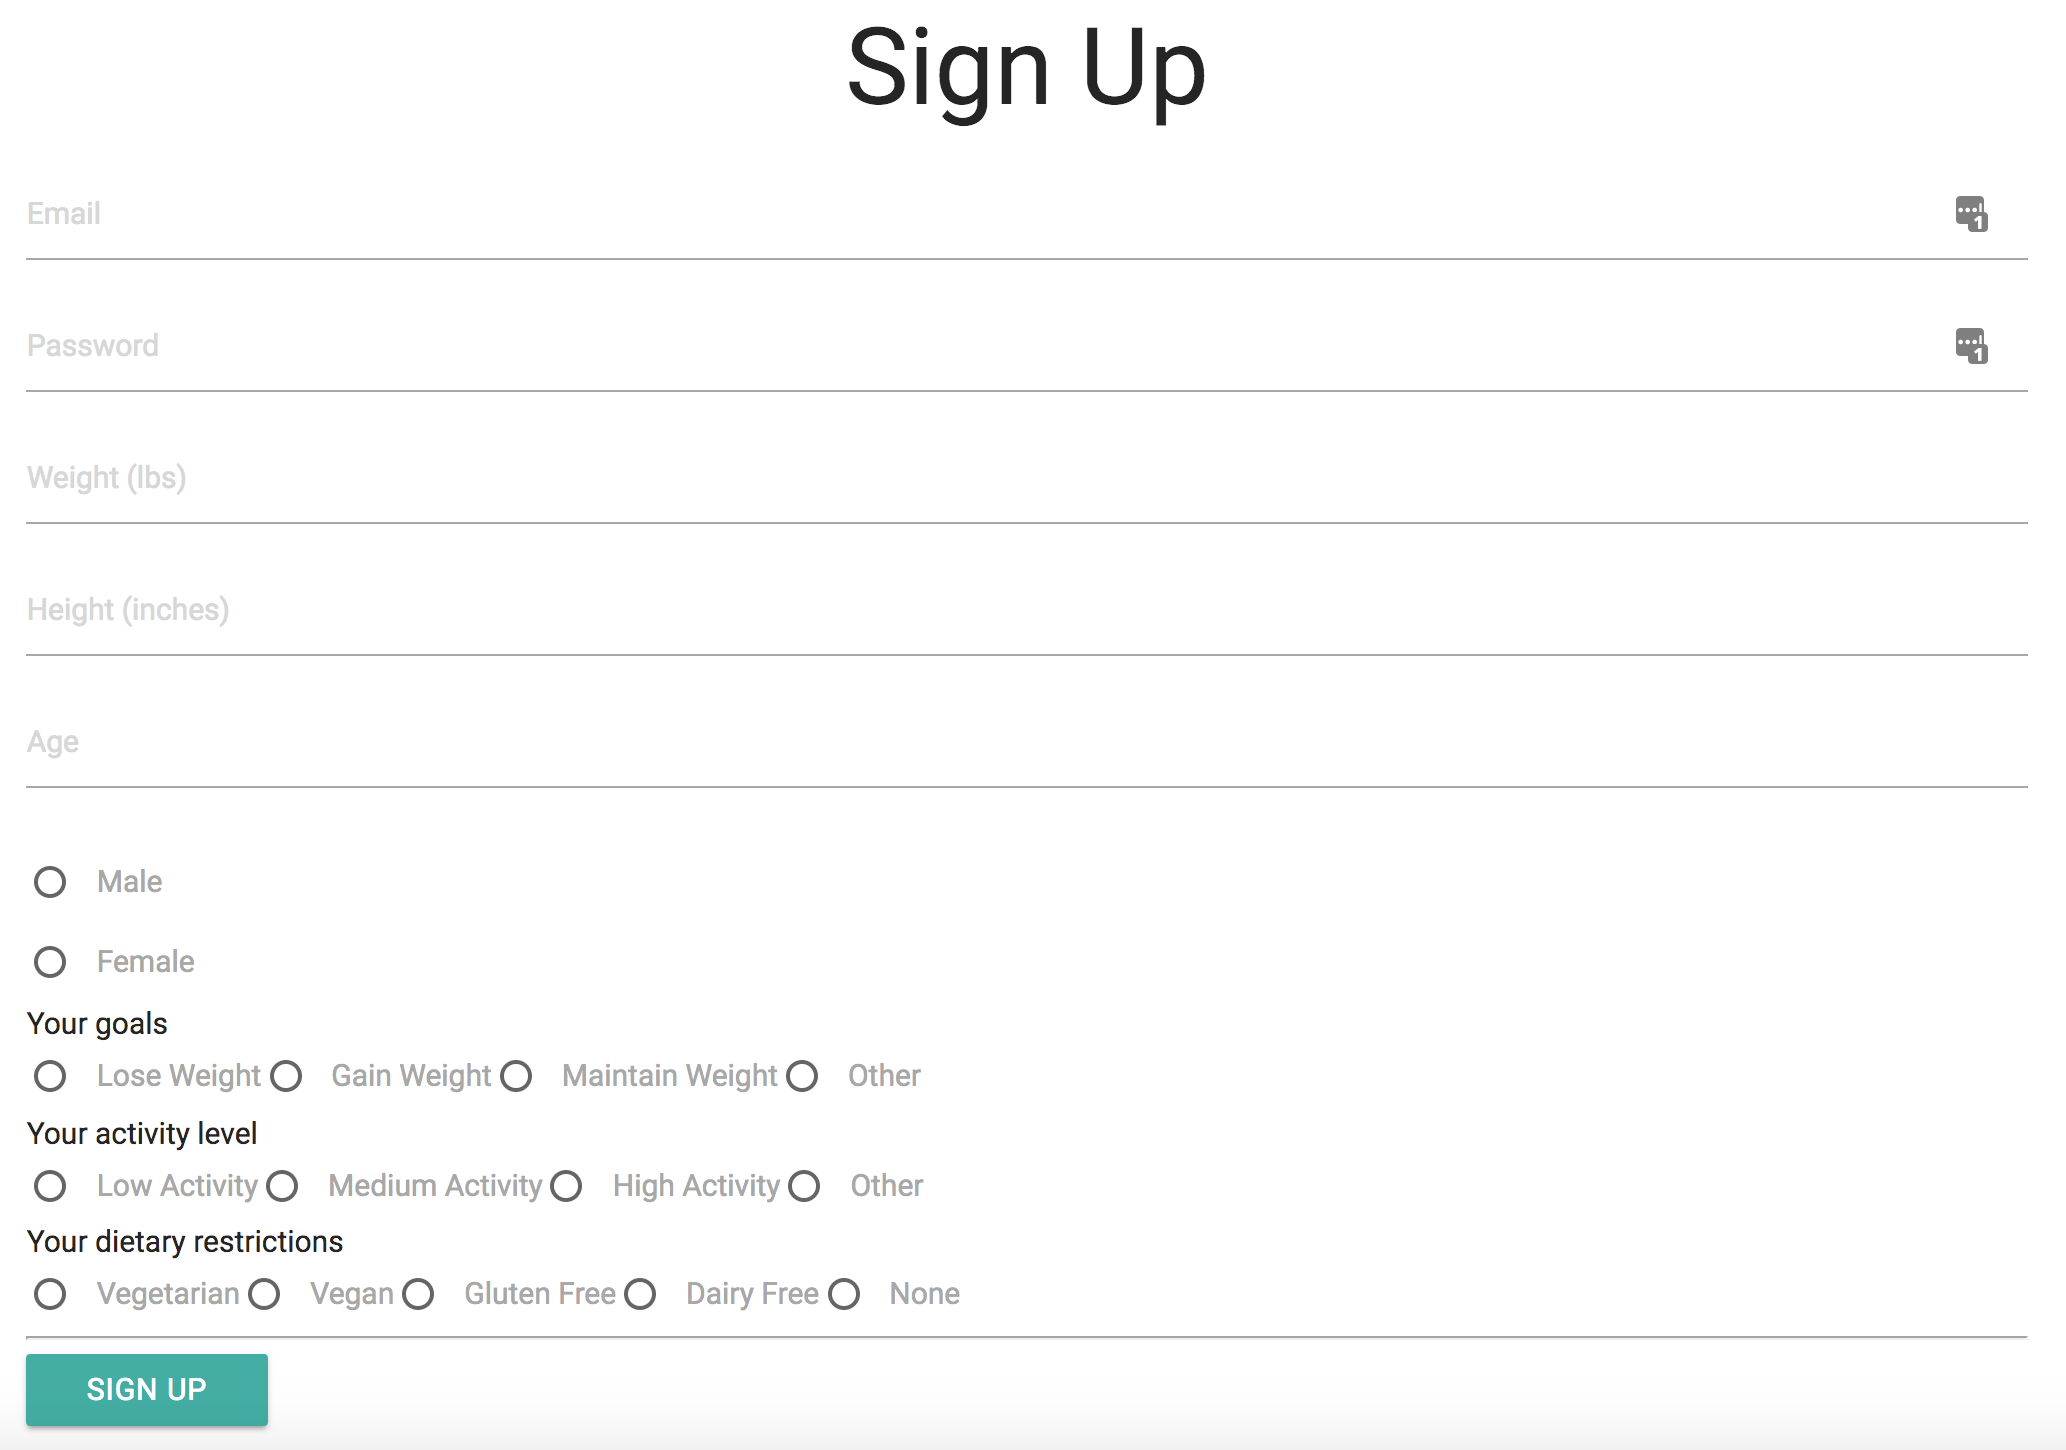 Sign Up
Email
Password
Weight (lbs)
Height (inches)
Age
Male
Female
Your goals
Lose Weight Gain Weight Maintain Weight Other
Your activity level
Low Activity Medium Activity High Activity Other
Your dietary restrictions
Vegetarian Vegan Gluten Free Dairy Free None
SIGN UP